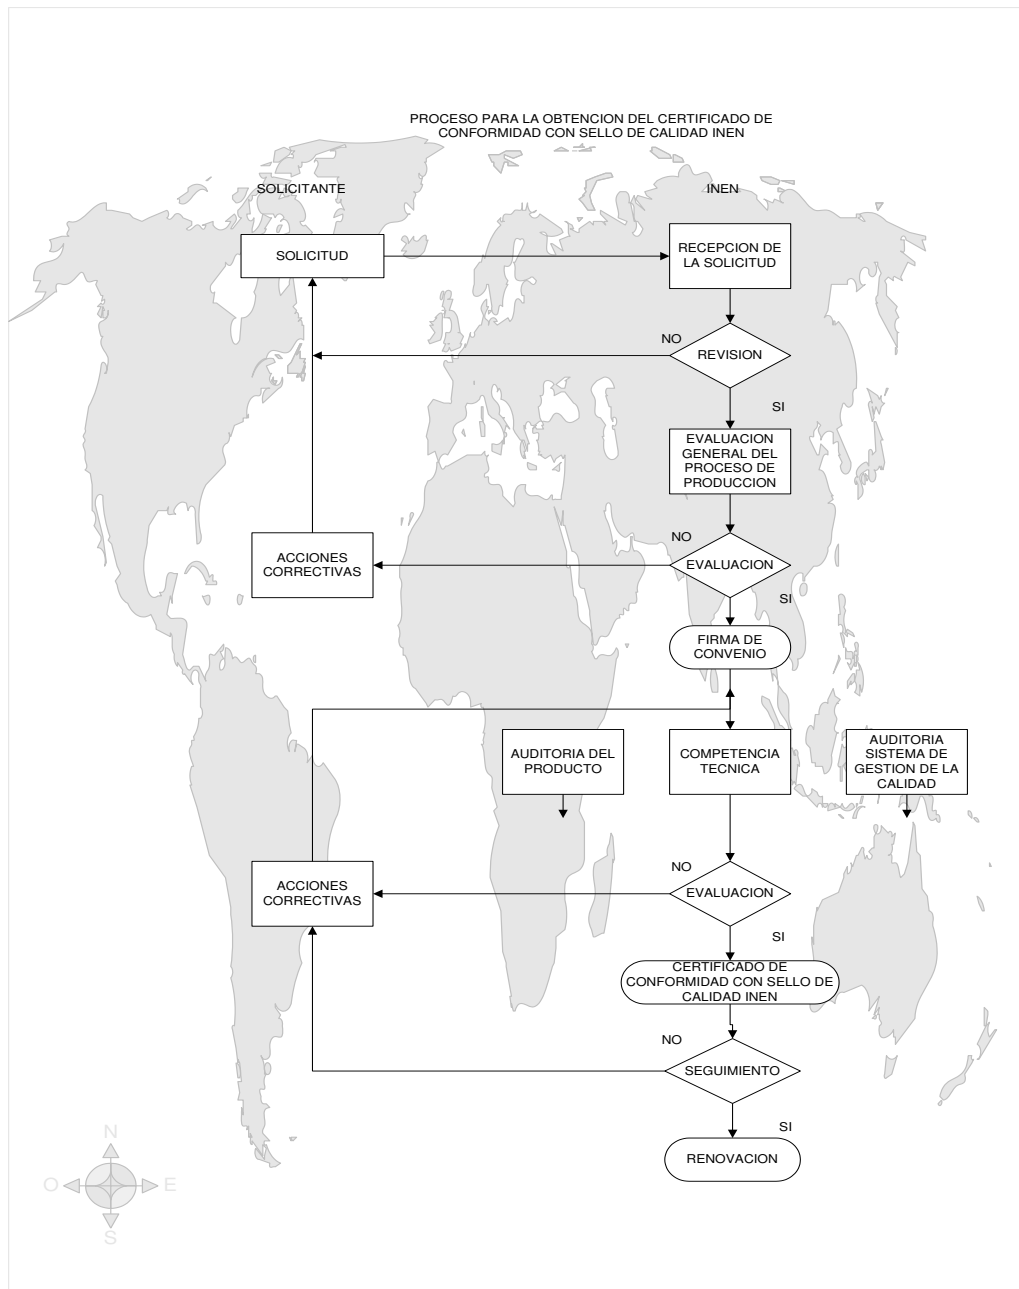 PROCESO PARA LA OBTENCION DEL CERTIFICADO DE
CONFORMIDAD CON SELLO DE CALIDAD INEN
SOLICITANTE
INEN
SOLICITUD
RECEPCION DE
LA SOLICITUD
NO
REVISION
SI
EVALUACION
GENERAL DEL
PROCESO DE
PRODUCCION
NO
ACCIONES
CORRECTIVAS
EVALUACION
SI
FIRMA DE
CONVENIO
AUDITORIA DEL
PRODUCTO
COMPETENCIA
TECNICA
AUDITORIA
SISTEMA DE
GESTION DE LA
CALIDAD
NO
ACCIONES
CORRECTIVAS
EVALUACION
SI
CERTIFICADO DE
CONFORMIDAD CON SELLO DE
CALIDAD INEN
NO
SEGUIMIENTO
SI
RENOVACION
N
O
E
S